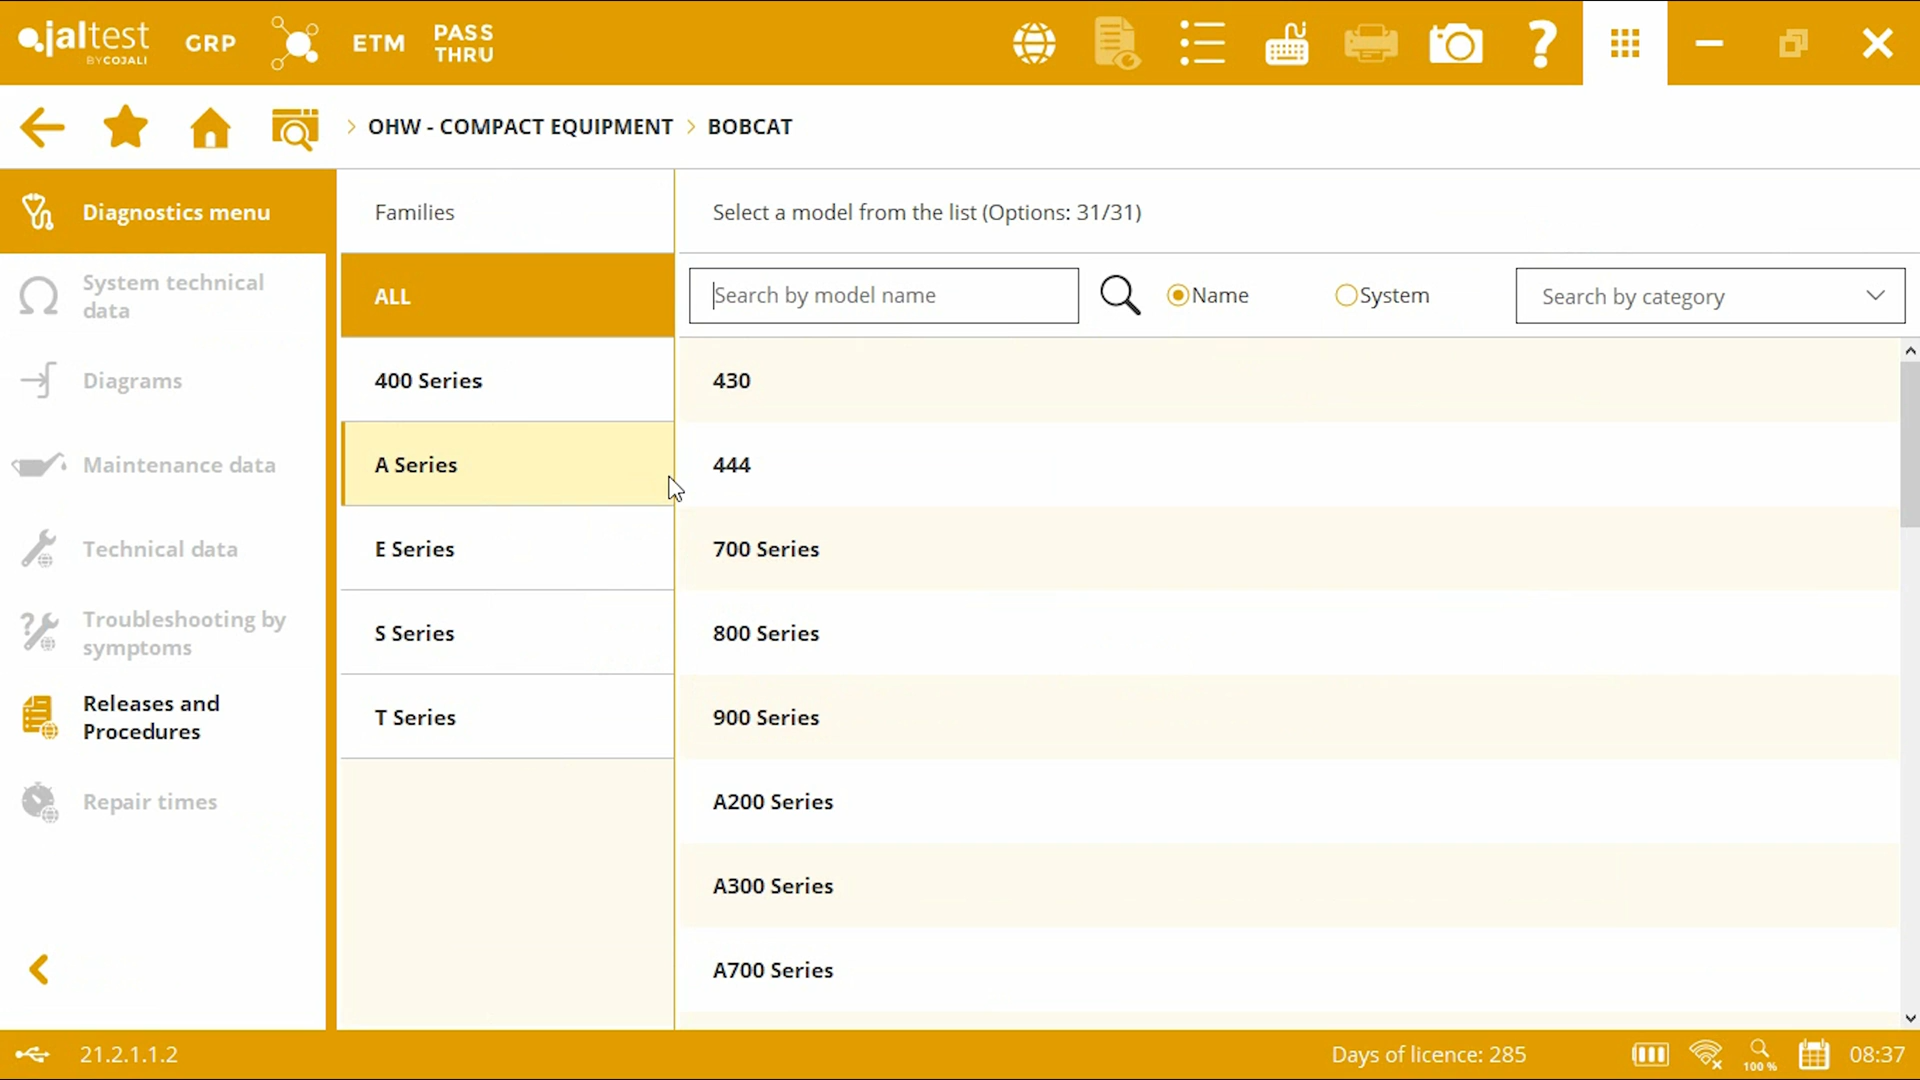 jaltest
BY COJALI
GRP
ETM
PASS
THRU
OHW - COMPACT EQUIPMENT
BOBCAT
Diagnostics menu
System technical
data
Diagrams
Maintenance data
Technical data
Troubleshooting by
symptoms
Releases and
Procedures
Repair times
Families
ALL
400 Series
A Series
E Series
S Series
T Series
Select a model from the list (Options: 31/31)
Search by model name
Name
System
Search by category
430
444
700 Series
800 Series
900 Series
A200 Series
A300 Series
A700 Series
21.2.1.1.2
Days of licence: 285
100 %
08:37